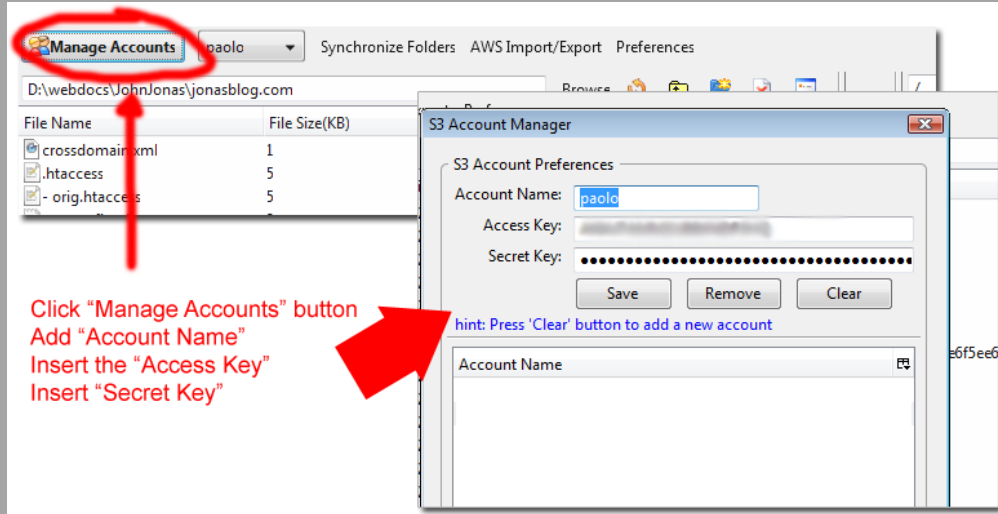 Manage Accounts paolo Synchronize Folders AWS Import/Export Preferences
D:\webdocs\JohnJonas\jonasblog.com Browse /
File Name File Size(KB)
crossdomain.xml 1
.htaccess 5
- orig.htaccess 5
S3 Account Manager
S3 Account Preferences
Account Name: paolo
Access Key:
Secret Key: ●●●●●●●●●●●●●●●●●●●●●●●●●●●●●●●●●●●●●
Save Remove Clear
hint: Press 'Clear' button to add a new account
Account Name
e6f5ee6
Click “Manage Accounts” button
Add “Account Name”
Insert the “Access Key”
Insert “Secret Key”